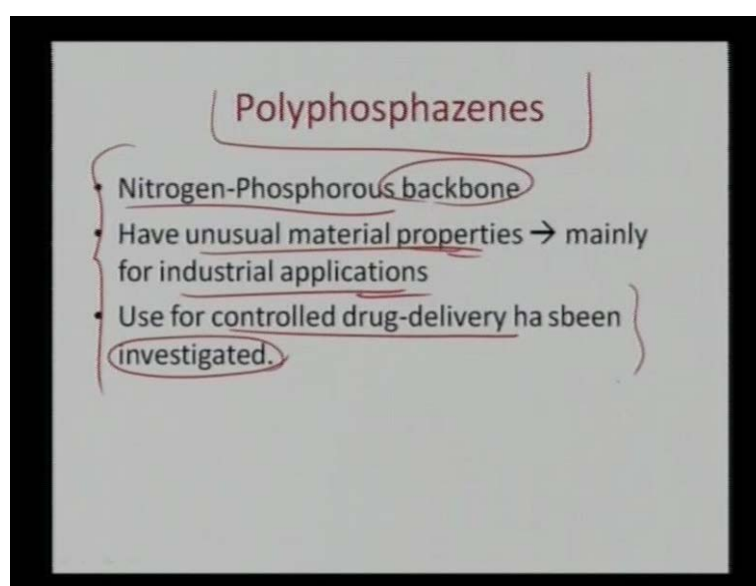 Polyphosphazenes
• Nitrogen-Phosphorous backbone
• Have unusual material properties → mainly
for industrial applications
• Use for controlled drug-delivery ha sbeen
investigated.